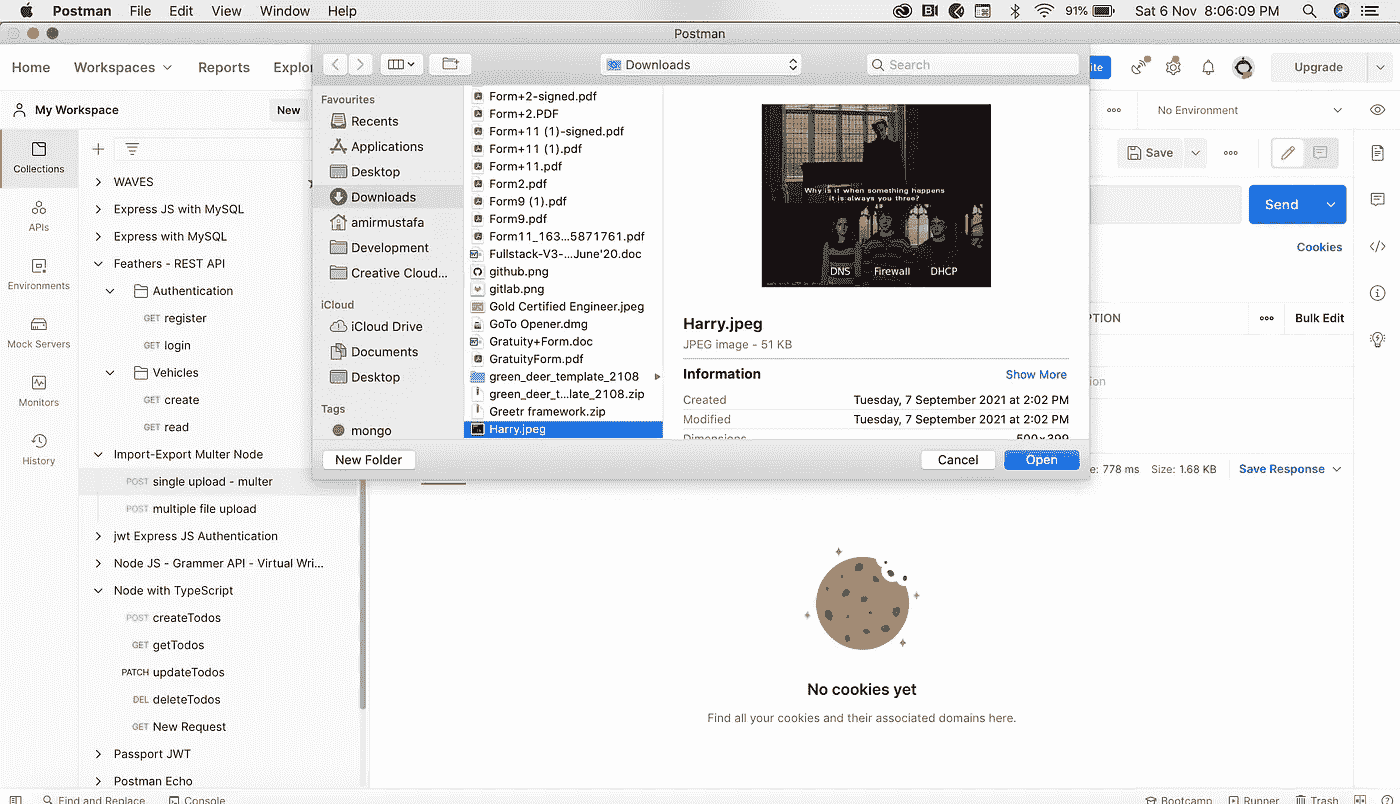 Postman File Edit View Window Help
91% Sat 6 Nov 8:06:09 PM
Postman
Home Workspaces Reports Explor
ite Upgrade
Downloads
Search
My Workspace New
No Environment
Collections
APIs
Environments
Mock Servers
Monitors
History
WAVES
Express JS with MySQL
Express with MySQL
Feathers - REST API
Authentication
GET register
GET login
Vehicles
GET create
GET read
Import-Export Multer Node
POST single upload - multer
POST multiple file upload
jwt Express JS Authentication
Node JS - Grammer API - Virtual Wri...
Node with TypeScript
POST createTodos
GET getTodos
PATCH updateTodos
DEL deleteTodos
GET New Request
Passport JWT
Postman Echo
Favourites
Recents
Applications
Desktop
Downloads
amirmustafa
Development
Creative Cloud...
iCloud
iCloud Drive
Documents
Desktop
Tags
mongo
Form+2-signed.pdf
Form+2.PDF
Form+11 (1)-signed.pdf
Form+11 (1).pdf
Form+11.pdf
Form2.pdf
Form9 (1).pdf
Form9.pdf
Form11_163...5871761.pdf
Fullstack-V3-...June'20.doc
github.png
gitlab.png
Gold Certified Engineer.jpeg
GoTo Opener.dmg
Gratuity+Form.doc
GratuityForm.pdf
green_deer_template_2108
green_deer_t...late_2108.zip
Greetr framework.zip
Harry.jpeg
Why is it when something happens
it is always you three?
DNS Firewall DHCP
Harry.jpeg
JPEG image - 51 KB
Information Show More
Created Tuesday, 7 September 2021 at 2:02 PM
Modified Tuesday, 7 September 2021 at 2:02 PM
Dimensions 500×399
New Folder Cancel Open
Save
Send
Cookies
PTION Bulk Edit
ion
e: 778 ms Size: 1.68 KB Save Response
No cookies yet
Find all your cookies and their associated domains here.
Find and Replace Console Bootcamp Runner Trash